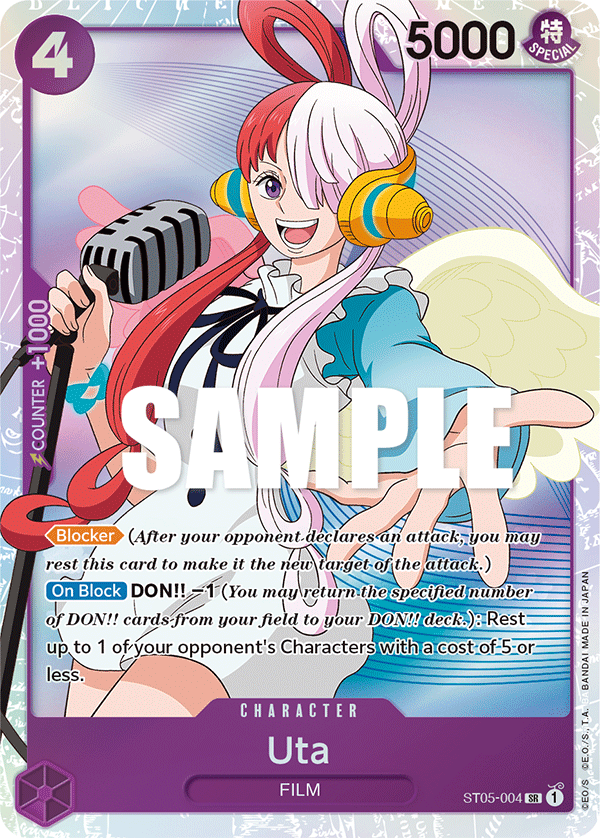 4
5000
特
SPECIAL
COUNTER +1000
SAMPLE
Blocker (After your opponent declares an attack, you may
rest this card to make it the new target of the attack.)
On Block DON!! −1 (You may return the specified number
of DON!! cards from your field to your DON!! deck.): Rest
up to 1 of your opponent's Characters with a cost of 5 or
less.
CHARACTER
Uta
FILM
ST05-004 SR 1
©EO/S ©E.O./S., T.A. BANDAI MADE IN JAPAN